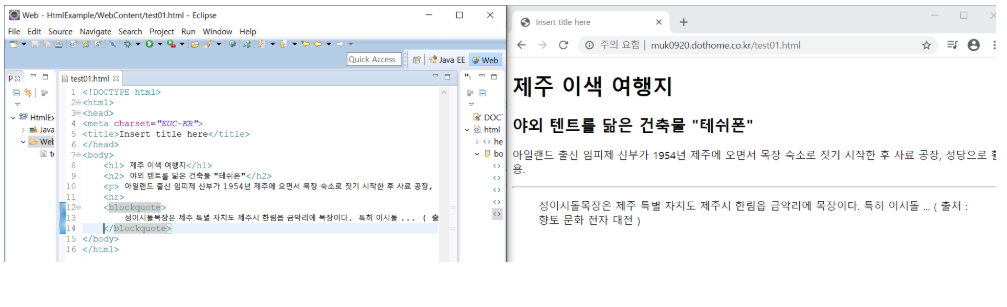 Web - HtmlExample/WebContent/test01.html - Eclipse
File Edit Source Navigate Search Project Run Window Help
Quick Access
Java EE
Web
P
test01.html
HtmlEx
Java
Web
te
1 <!DOCTYPE html>
2 <html>
3 <head>
4 <meta charset="EUC-KR">
5 <title>Insert title here</title>
6 </head>
7 <body>
8 <h1> 제주 이색 여행지</h1>
9 <h2> 야외 텐트를 닮은 건축물 "테쉬폰"</h2>
10 <p> 아일랜드 출신 임피제 신부가 1954년 제주에 오면서 목장 숙소로 짓기 시작한 후 사료 공장,
11 <hr>
12 <blockquote>
13 성이시돌목장은 제주 특별 자치도 제주시 한림읍 금악리에 목장이다. 특히 이시돌 ... ( 출
14 </blockquote>
15 </body>
16 </html>
DOC
html
he
bo
Insert title here
주의 요함 | muk0920.dothome.co.kr/test01.html
제주 이색 여행지
야외 텐트를 닮은 건축물 "테쉬폰"
아일랜드 출신 임피제 신부가 1954년 제주에 오면서 목장 숙소로 짓기 시작한 후 사료 공장, 성당으로 활
용.
성이시돌목장은 제주 특별 자치도 제주시 한림읍 금악리에 목장이다. 특히 이시돌 ... ( 출처 :
향토 문화 전자 대전 )